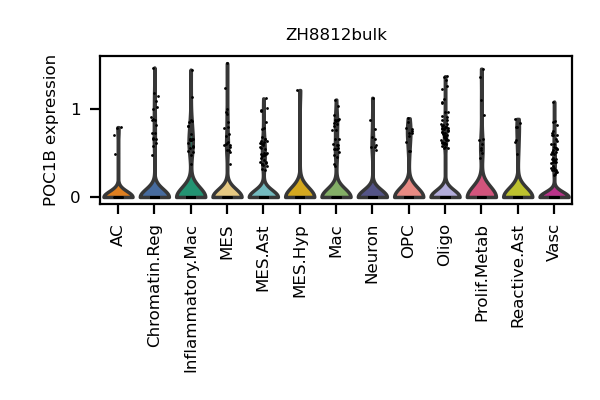 ZH8812bulk
POC1B expression
1
0
AC
Chromatin.Reg
Inflammatory.Mac
MES
MES.Ast
MES.Hyp
Mac
Neuron
OPC
Oligo
Prolif.Metab
Reactive.Ast
Vasc